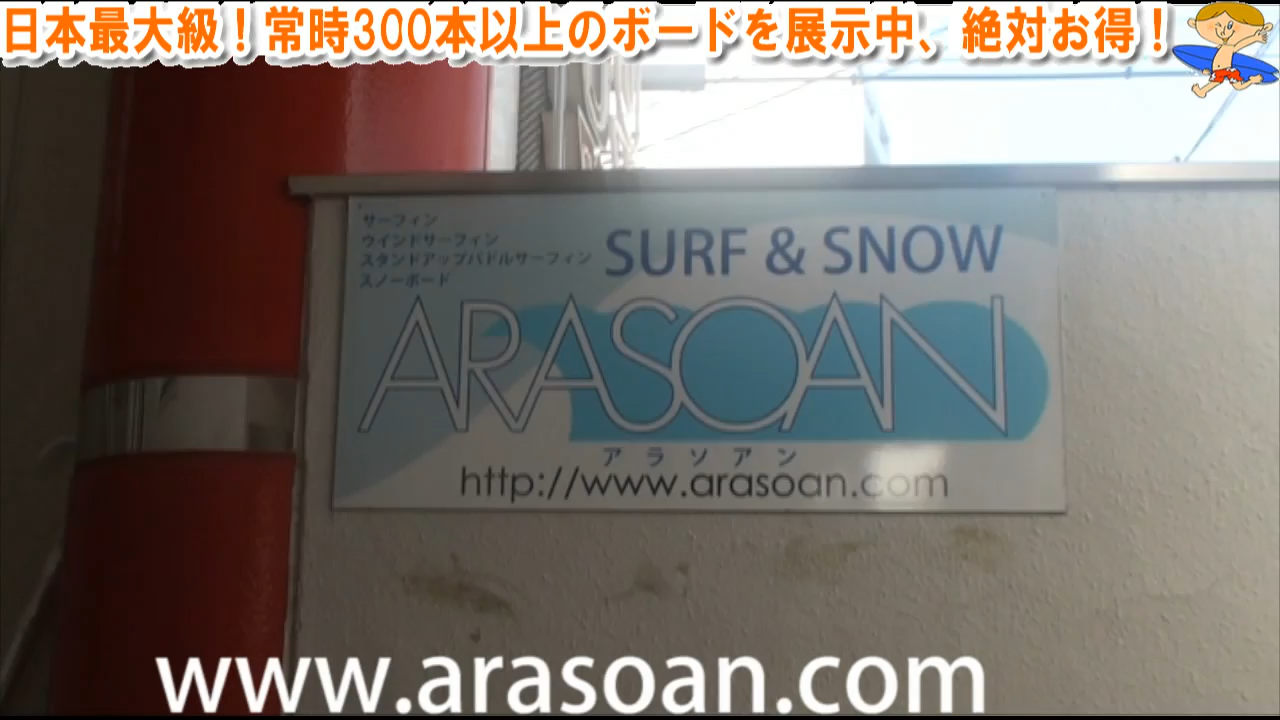 日本最大級！常時300本以上のボードを展示中、絶対お得！
サーフィン
ウインドサーフィン
スタンドアップパドルサーフィン
スノーボード
SURF & SNOW
ARASOAN
アラソアン
http://www.arasoan.com
www.arasoan.com